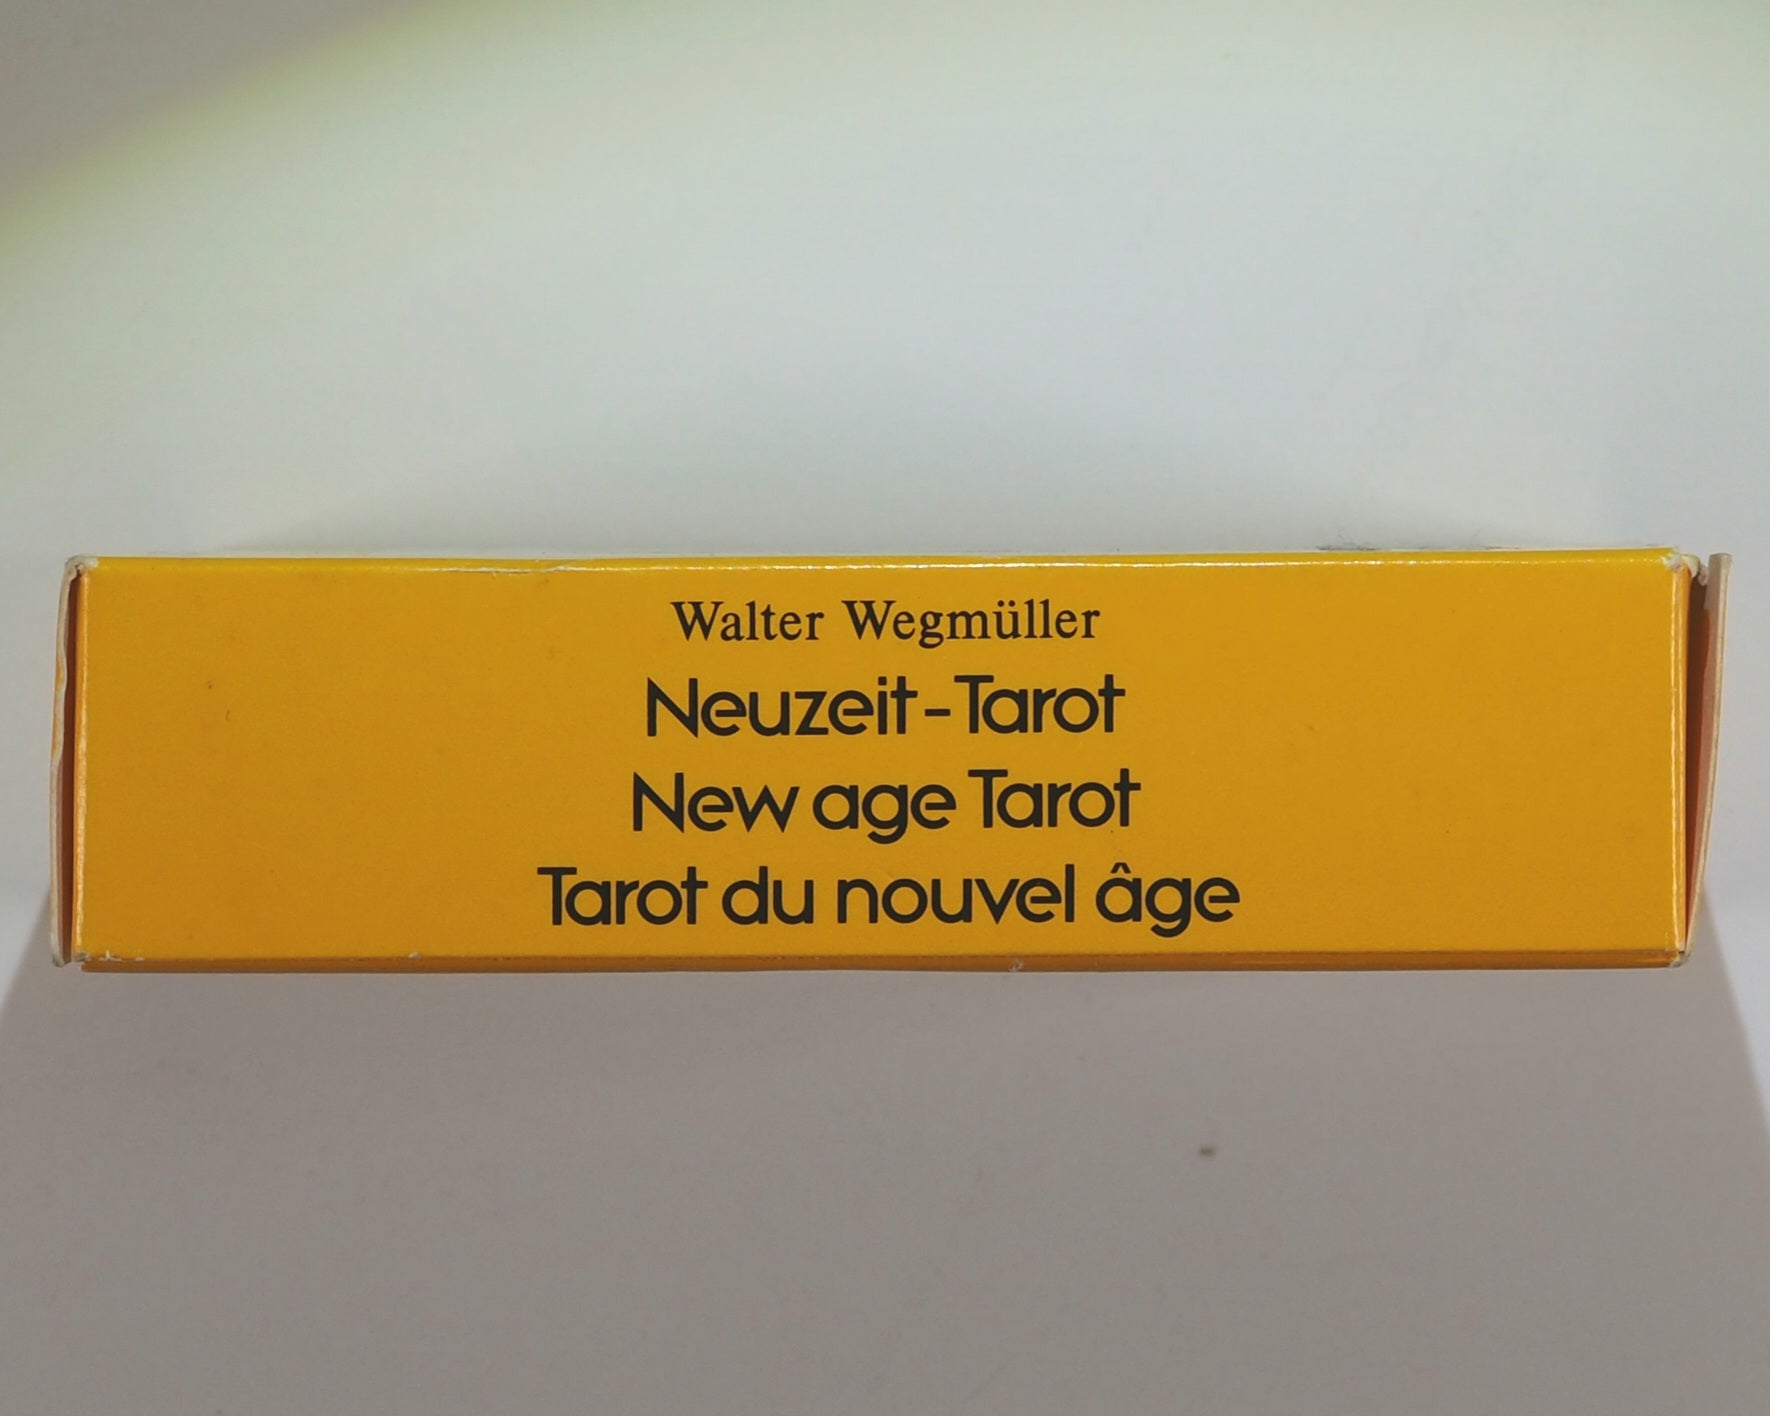 Walter Wegmüller
Neuzeit-Tarot
New age Tarot
Tarot du nouvel âge